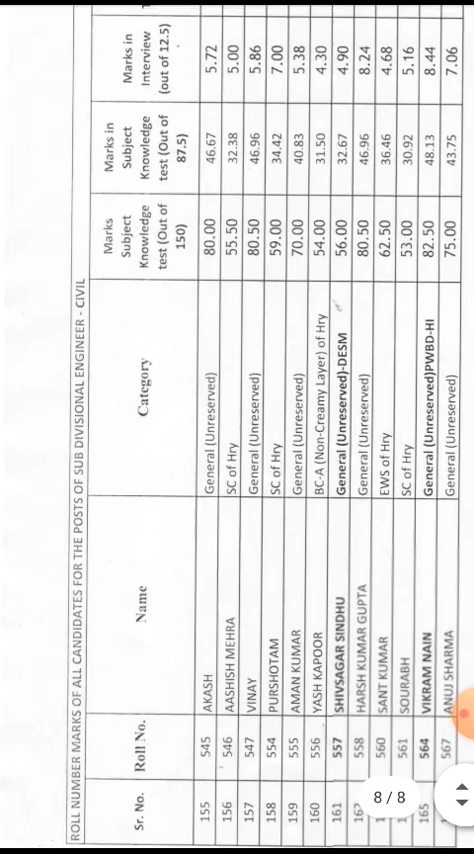 ROLL NUMBER MARKS OF ALL CANDIDATES FOR THE POSTS OF SUB DIVISIONAL ENGINEER - CIVIL
Sr. No. Roll No. Name Category Marks Subject Knowledge test (Out of 150) Marks in Subject Knowledge test (Out of 87.5) Marks in Interview (out of 12.5)
155 545 AKASH General (Unreserved) 80.00 46.67 5.72
156 546 AASHISH MEHRA SC of Hry 55.50 32.38 5.00
157 547 VINAY General (Unreserved) 80.50 46.96 5.86
158 554 PURSHOTAM SC of Hry 59.00 34.42 7.00
159 555 AMAN KUMAR General (Unreserved) 70.00 40.83 5.38
160 556 YASH KAPOOR BC-A (Non-Creamy Layer) of Hry 54.00 31.50 4.30
161 557 SHIVSAGAR SINDHU General (Unreserved)-DESM 56.00 32.67 4.90
558 HARSH KUMAR GUPTA General (Unreserved) 80.50 46.96 8.24
560 SANT KUMAR EWS of Hry 62.50 36.46 4.68
561 SOURABH SC of Hry 53.00 30.92 5.16
165 564 VIKRAM NAIN General (Unreserved)PWBD-HI 82.50 48.13 8.44
567 ANUJ SHARMA General (Unreserved) 75.00 43.75 7.06
8 / 8